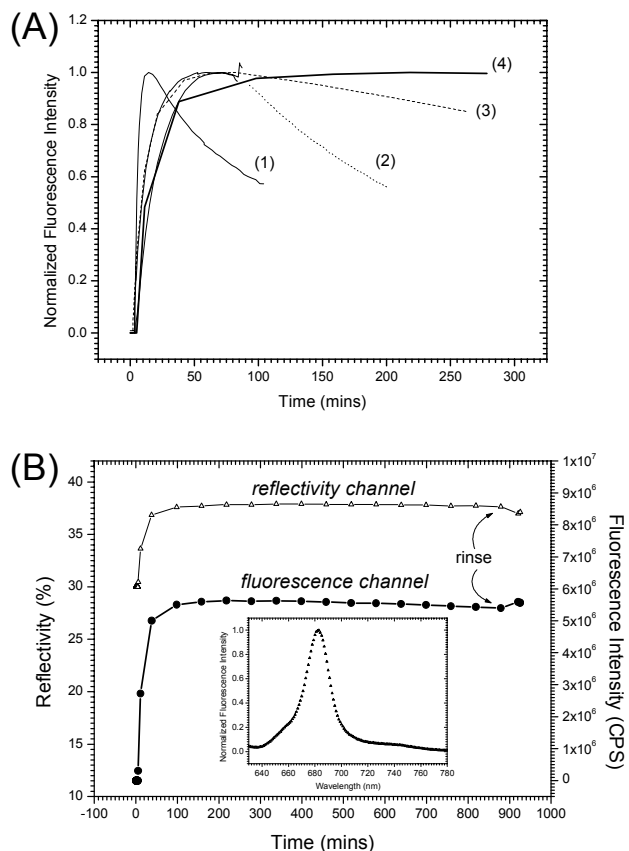 (A)
Normalized Fluorescence Intensity
1.2
1.0
0.8
0.6
0.4
0.2
0.0
(1)
(2)
(3)
(4)
0 50 100 150 200 250 300
Time (mins)
(B)
Reflectivity (%)
40
35
30
25
20
15
10
reflectivity channel
fluorescence channel
rinse
1x10⁷
9x10⁶
8x10⁶
7x10⁶
6x10⁶
5x10⁶
4x10⁶
3x10⁶
2x10⁶
1x10⁶
0
Fluorescence Intensity (CPS)
Normalized Fluorescence Intensity
1.0
0.8
0.6
0.4
0.2
0.0
640 660 680 700 720 740 760 780
Wavelength (nm)
-100 0 100 200 300 400 500 600 700 800 900 1000
Time (mins)